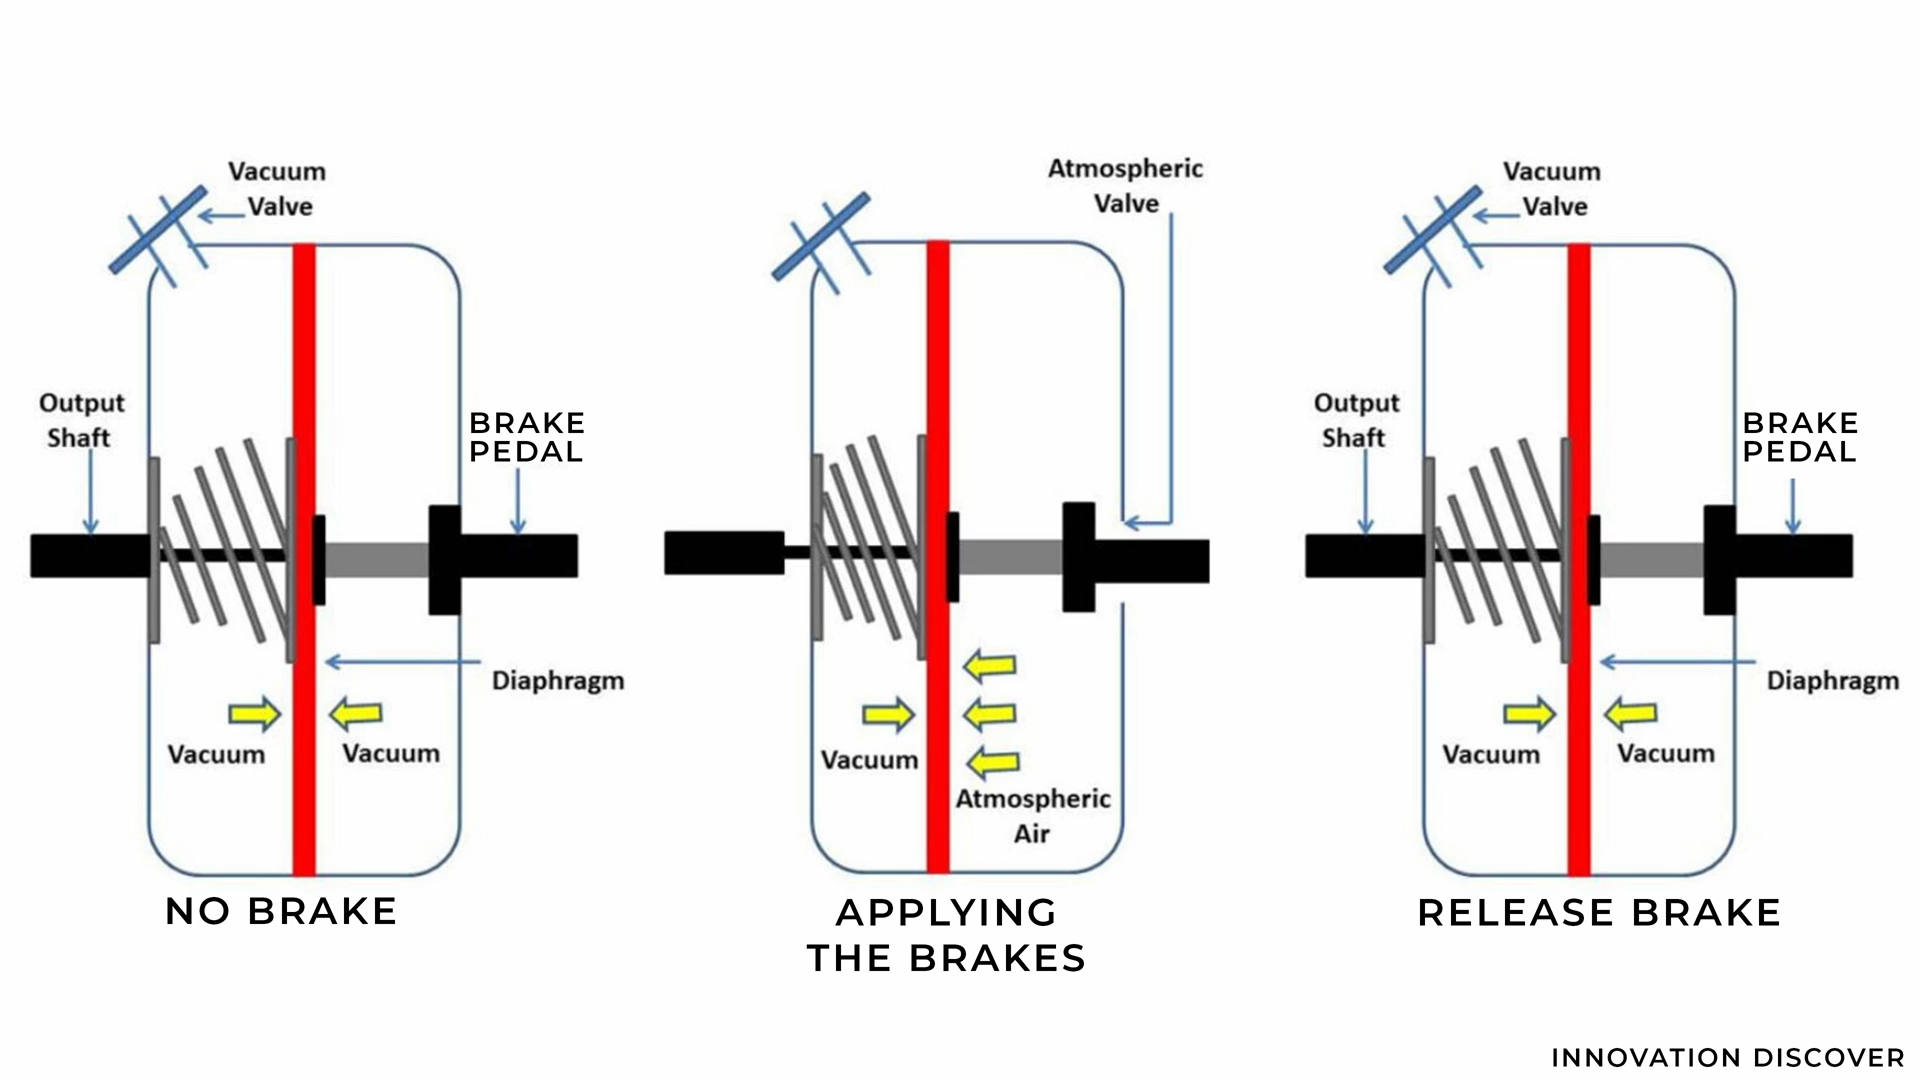 Vacuum
Valve
Output
Shaft
BRAKE
PEDAL
Diaphragm
Vacuum
Vacuum
NO BRAKE
Atmospheric
Valve
Vacuum
Atmospheric
Air
APPLYING
THE BRAKES
Vacuum
Valve
Output
Shaft
BRAKE
PEDAL
Diaphragm
Vacuum
Vacuum
RELEASE BRAKE
INNOVATION DISCOVER